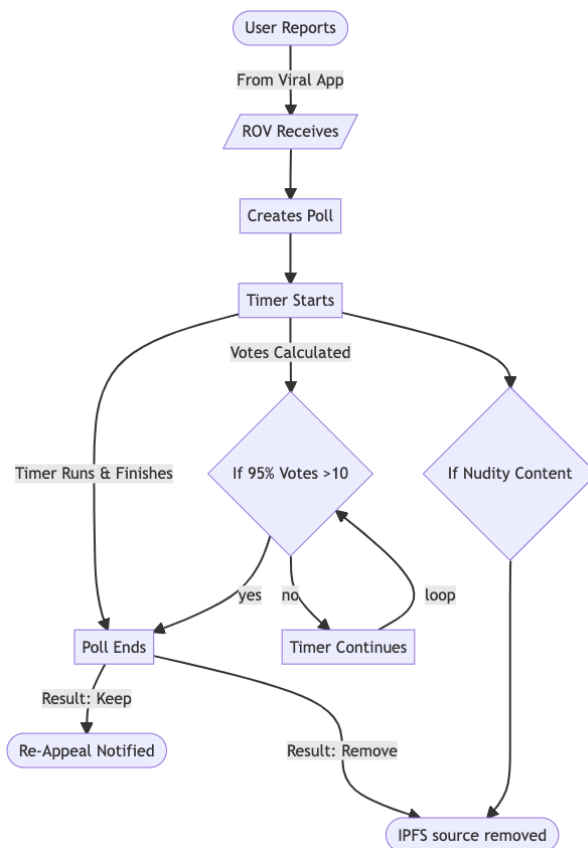 User Reports
From Viral App
ROV Receives
Creates Poll
Timer Starts
Votes Calculated
Timer Runs & Finishes
If 95% Votes >10
If Nudity Content
yes
no
loop
Poll Ends
Timer Continues
Result: Keep
Re-Appeal Notified
Result: Remove
IPFS source removed